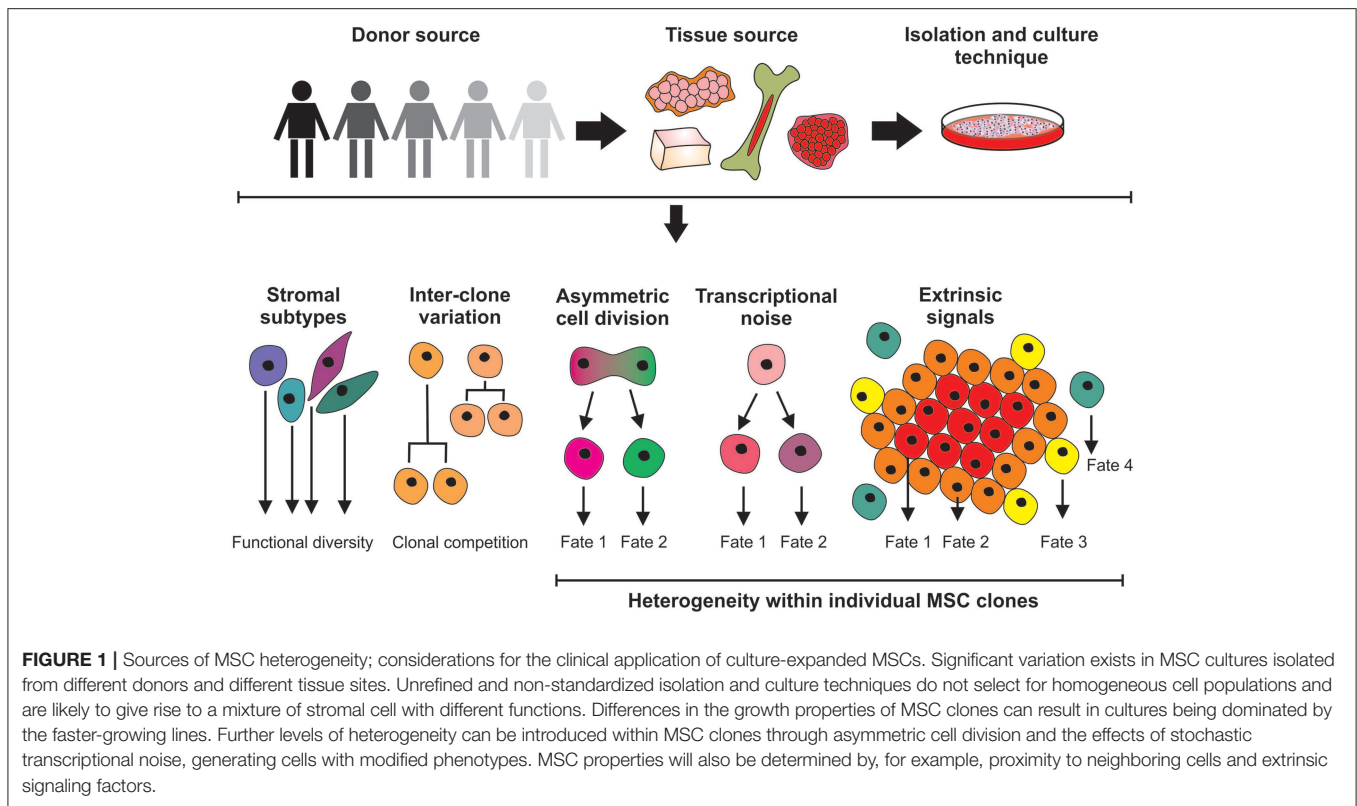 Donor source
Tissue source
Isolation and culture
technique
Stromal
subtypes
Inter-clone
variation
Asymmetric
cell division
Transcriptional
noise
Extrinsic
signals
Fate 4
Functional diversity
Clonal competition
Fate 1
Fate 2
Fate 1
Fate 2
Fate 1
Fate 2
Fate 3
Heterogeneity within individual MSC clones
FIGURE 1 | Sources of MSC heterogeneity; considerations for the clinical application of culture-expanded MSCs. Significant variation exists in MSC cultures isolated
from different donors and different tissue sites. Unrefined and non-standardized isolation and culture techniques do not select for homogeneous cell populations and
are likely to give rise to a mixture of stromal cell with different functions. Differences in the growth properties of MSC clones can result in cultures being dominated by
the faster-growing lines. Further levels of heterogeneity can be introduced within MSC clones through asymmetric cell division and the effects of stochastic
transcriptional noise, generating cells with modified phenotypes. MSC properties will also be determined by, for example, proximity to neighboring cells and extrinsic
signaling factors.